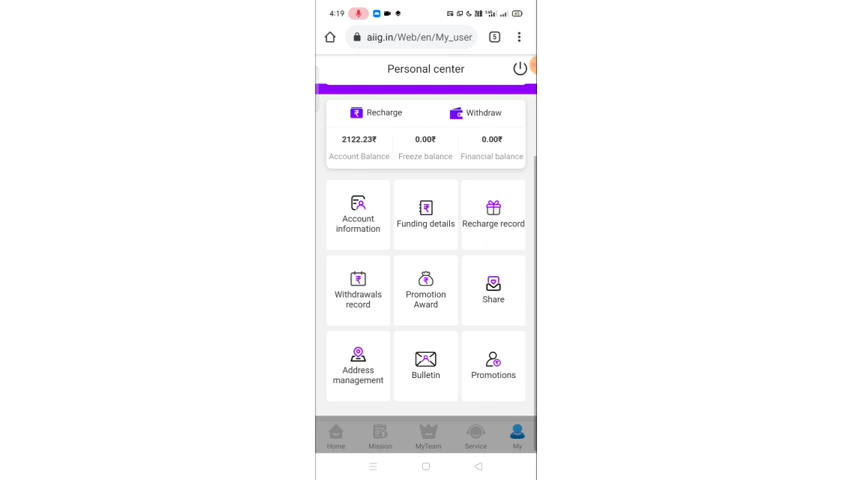 4:19
aiig.in/Web/en/My_user
5
Personal center
Recharge
Withdraw
2122.23₹
0.00₹
0.00₹
Account Balance
Freeze balance
Financial balance
Account
information
Funding details
Recharge record
Withdrawals
record
Promotion
Award
Share
Address
management
Bulletin
Promotions
Home
Mission
MyTeam
Service
My